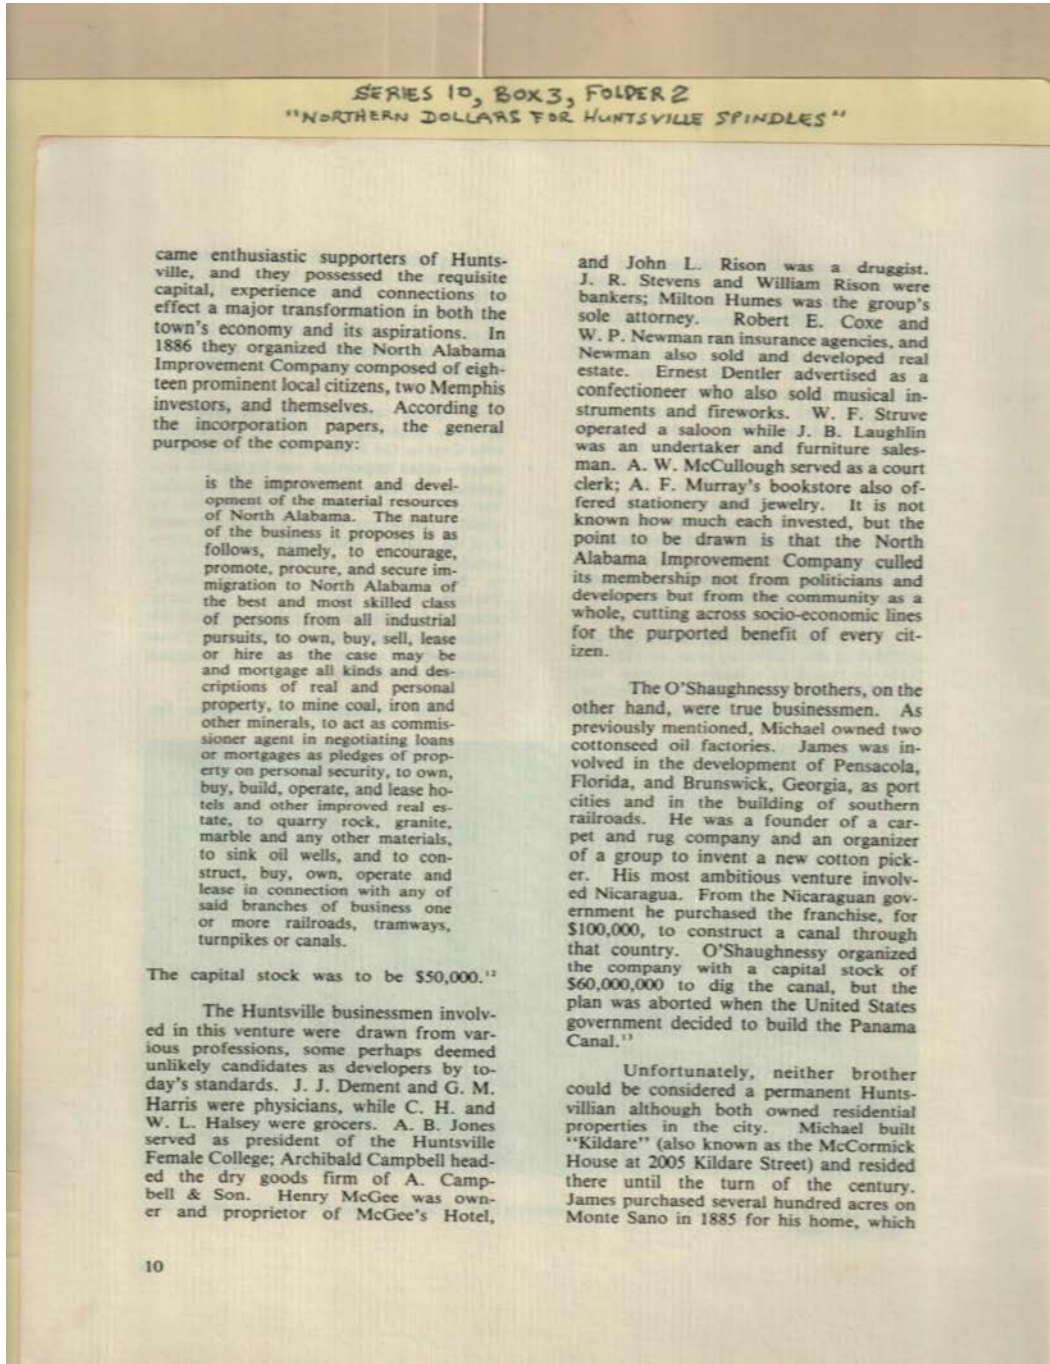 SERIES 10, BOX 3, FOLDER 2
"NORTHERN DOLLARS FOR HUNTSVILLE SPINDLES"
came enthusiastic supporters of Hunts-
ville, and they possessed the requisite
capital, experience and connections to
effect a major transformation in both the
town's economy and its aspirations. In
1886 they organized the North Alabama
Improvement Company composed of eigh-
teen prominent local citizens, two Memphis
investors, and themselves. According to
the incorporation papers, the general
purpose of the company:
is the improvement and devel-
opment of the material resources
of North Alabama. The nature
of the business it proposes is as
follows, namely, to encourage,
promote, procure, and secure im-
migration to North Alabama of
the best and most skilled class
of persons from all industrial
pursuits, to own, buy, sell, lease
or hire as the case may be
and mortgage all kinds and des-
criptions of real and personal
property, to mine coal, iron and
other minerals, to act as commis-
sioner agent in negotiating loans
or mortgages as pledges of prop-
erty on personal security, to own,
buy, build, operate, and lease ho-
tels and other improved real es-
tate, to quarry rock, granite,
marble and any other materials,
to sink oil wells, and to con-
struct, buy, own, operate and
lease in connection with any of
said branches of business one
or more railroads, tramways,
turnpikes or canals.
The capital stock was to be $50,000.¹²
The Huntsville businessmen involv-
ed in this venture were drawn from var-
ious professions, some perhaps deemed
unlikely candidates as developers by to-
day's standards. J. J. Dement and G. M.
Harris were physicians, while C. H. and
W. L. Halsey were grocers. A. B. Jones
served as president of the Huntsville
Female College; Archibald Campbell head-
ed the dry goods firm of A. Camp-
bell & Son. Henry McGee was own-
er and proprietor of McGee's Hotel,
10
and John L. Rison was a druggist.
J. R. Stevens and William Rison were
bankers; Milton Humes was the group's
sole attorney. Robert E. Coxe and
W. P. Newman ran insurance agencies, and
Newman also sold and developed real
estate. Ernest Dentler advertised as a
confectioner who also sold musical in-
struments and fireworks. W. F. Struve
operated a saloon while J. B. Laughlin
was an undertaker and furniture sales-
man. A. W. McCullough served as a court
clerk; A. F. Murray's bookstore also of-
fered stationery and jewelry. It is not
known how much each invested, but the
point to be drawn is that the North
Alabama Improvement Company culled
its membership not from politicians and
developers but from the community as a
whole, cutting across socio-economic lines
for the purported benefit of every cit-
izen.
The O'Shaughnessy brothers, on the
other hand, were true businessmen. As
previously mentioned, Michael owned two
cottonseed oil factories. James was in-
volved in the development of Pensacola,
Florida, and Brunswick, Georgia, as port
cities and in the building of southern
railroads. He was a founder of a car-
pet and rug company and an organizer
of a group to invent a new cotton pick-
er. His most ambitious venture involv-
ed Nicaragua. From the Nicaraguan gov-
ernment he purchased the franchise, for
$100,000, to construct a canal through
that country. O'Shaughnessy organized
the company with a capital stock of
$60,000,000 to dig the canal, but the
plan was aborted when the United States
government decided to build the Panama
Canal.¹³
Unfortunately, neither brother
could be considered a permanent Hunts-
villian although both owned residential
properties in the city. Michael built
"Kildare" (also known as the McCormick
House at 2005 Kildare Street) and resided
there until the turn of the century.
James purchased several hundred acres on
Monte Sano in 1885 for his home, which